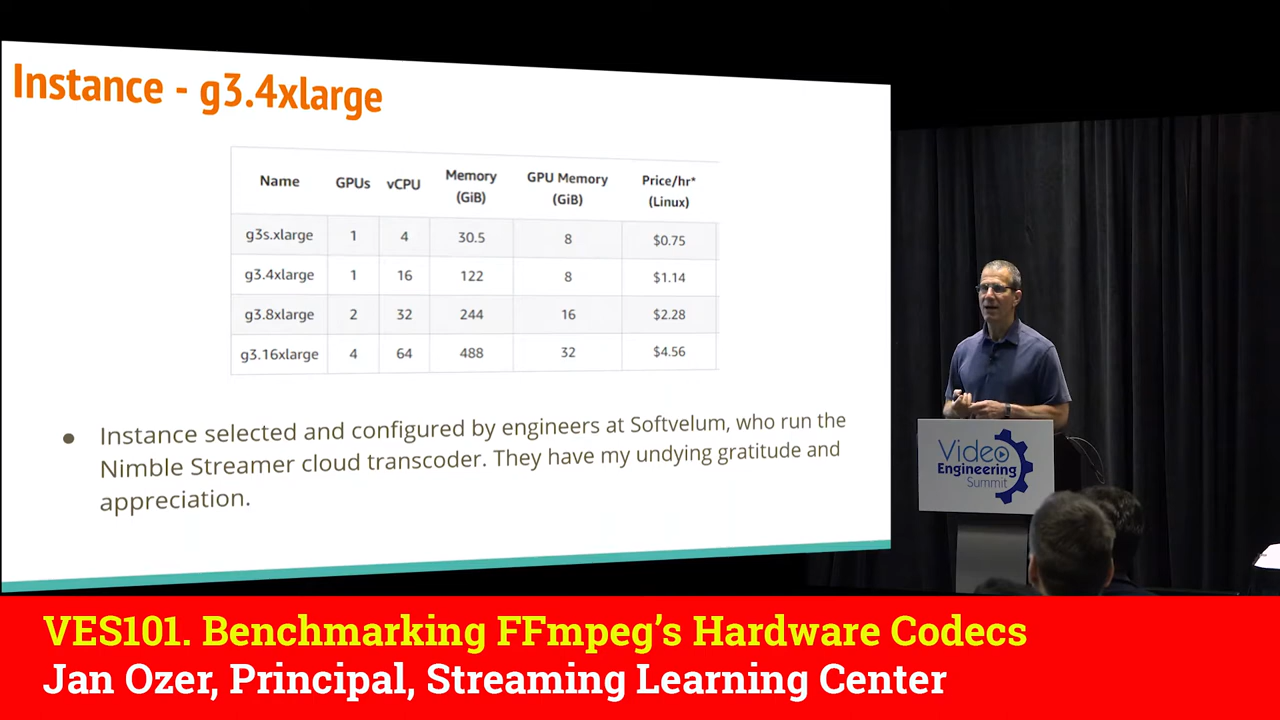 Instance - g3.4xlarge
Name GPUs vCPU Memory (GiB) GPU Memory (GiB) Price/hr* (Linux)
g3s.xlarge 1 4 30.5 8 $0.75
g3.4xlarge 1 16 122 8 $1.14
g3.8xlarge 2 32 244 16 $2.28
g3.16xlarge 4 64 488 32 $4.56
● Instance selected and configured by engineers at Softvelum, who run the
Nimble Streamer cloud transcoder. They have my undying gratitude and
appreciation.
Video
Engineering
Summit
VES101. Benchmarking FFmpeg’s Hardware Codecs
Jan Ozer, Principal, Streaming Learning Center